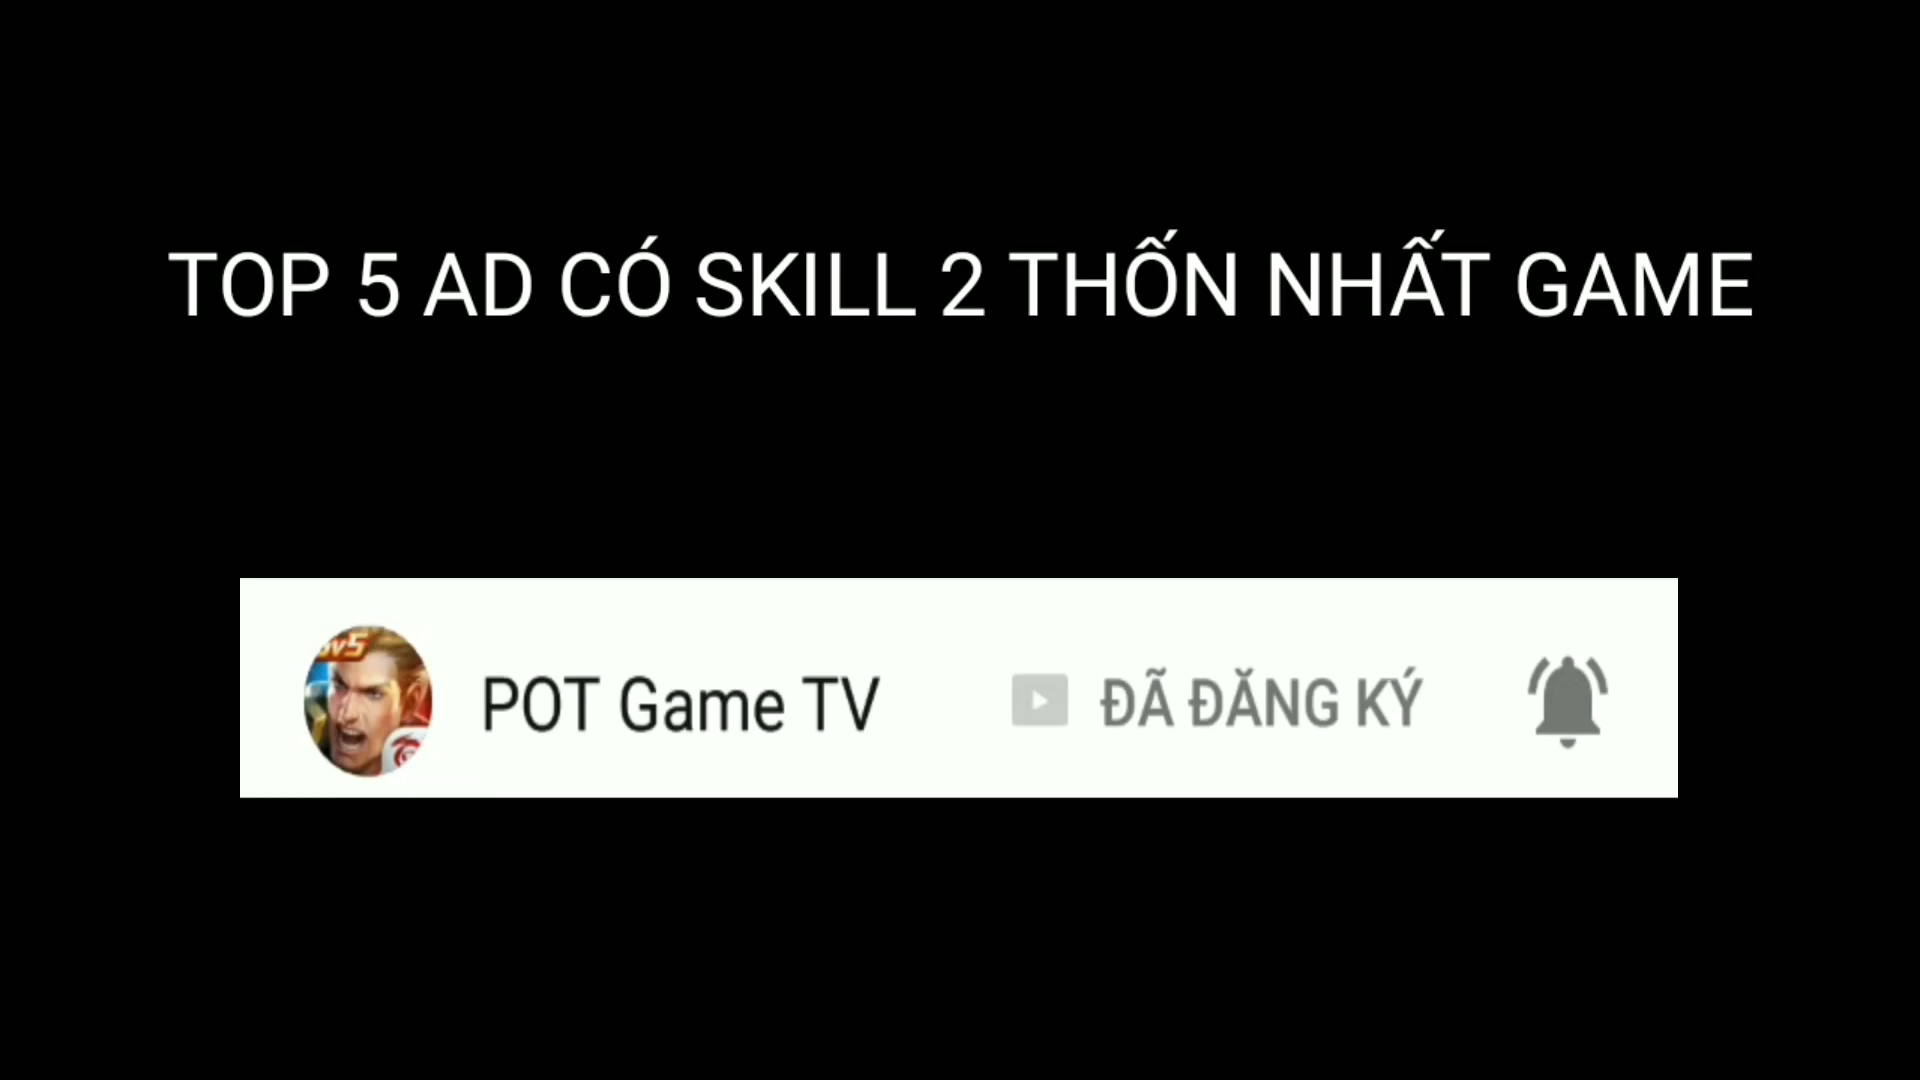 TOP 5 AD CÓ SKILL 2 THỐN NHẤT GAME
POT Game TV ĐÃ ĐĂNG KÝ